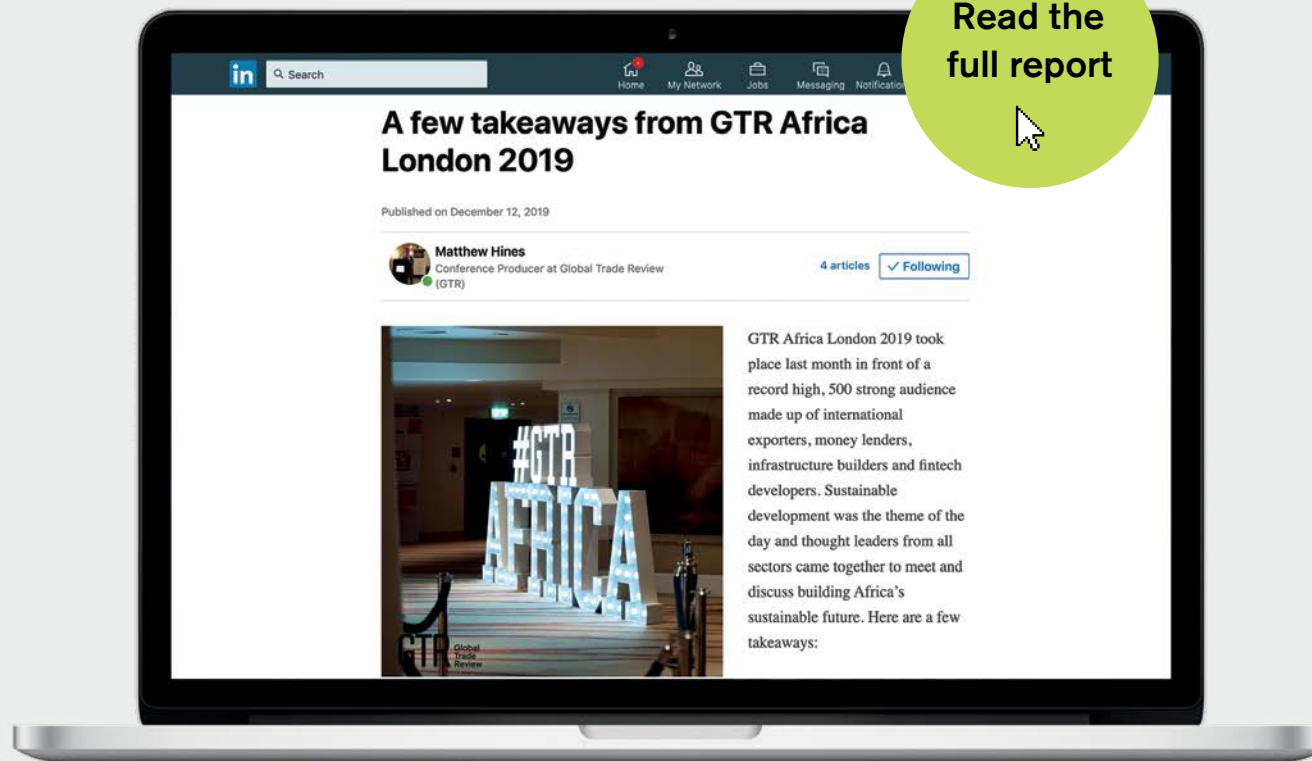 Read the
full report
in
Search
Home
My Network
Jobs
Messaging
Notification
A few takeaways from GTR Africa
London 2019
Published on December 12, 2019
Matthew Hines
Conference Producer at Global Trade Review
(GTR)
4 articles
Following
#GTR
AFRICA
GTR
Global
Trade
Review
GTR Africa London 2019 took
place last month in front of a
record high, 500 strong audience
made up of international
exporters, money lenders,
infrastructure builders and fintech
developers. Sustainable
development was the theme of the
day and thought leaders from all
sectors came together to meet and
discuss building Africa’s
sustainable future. Here are a few
takeaways: